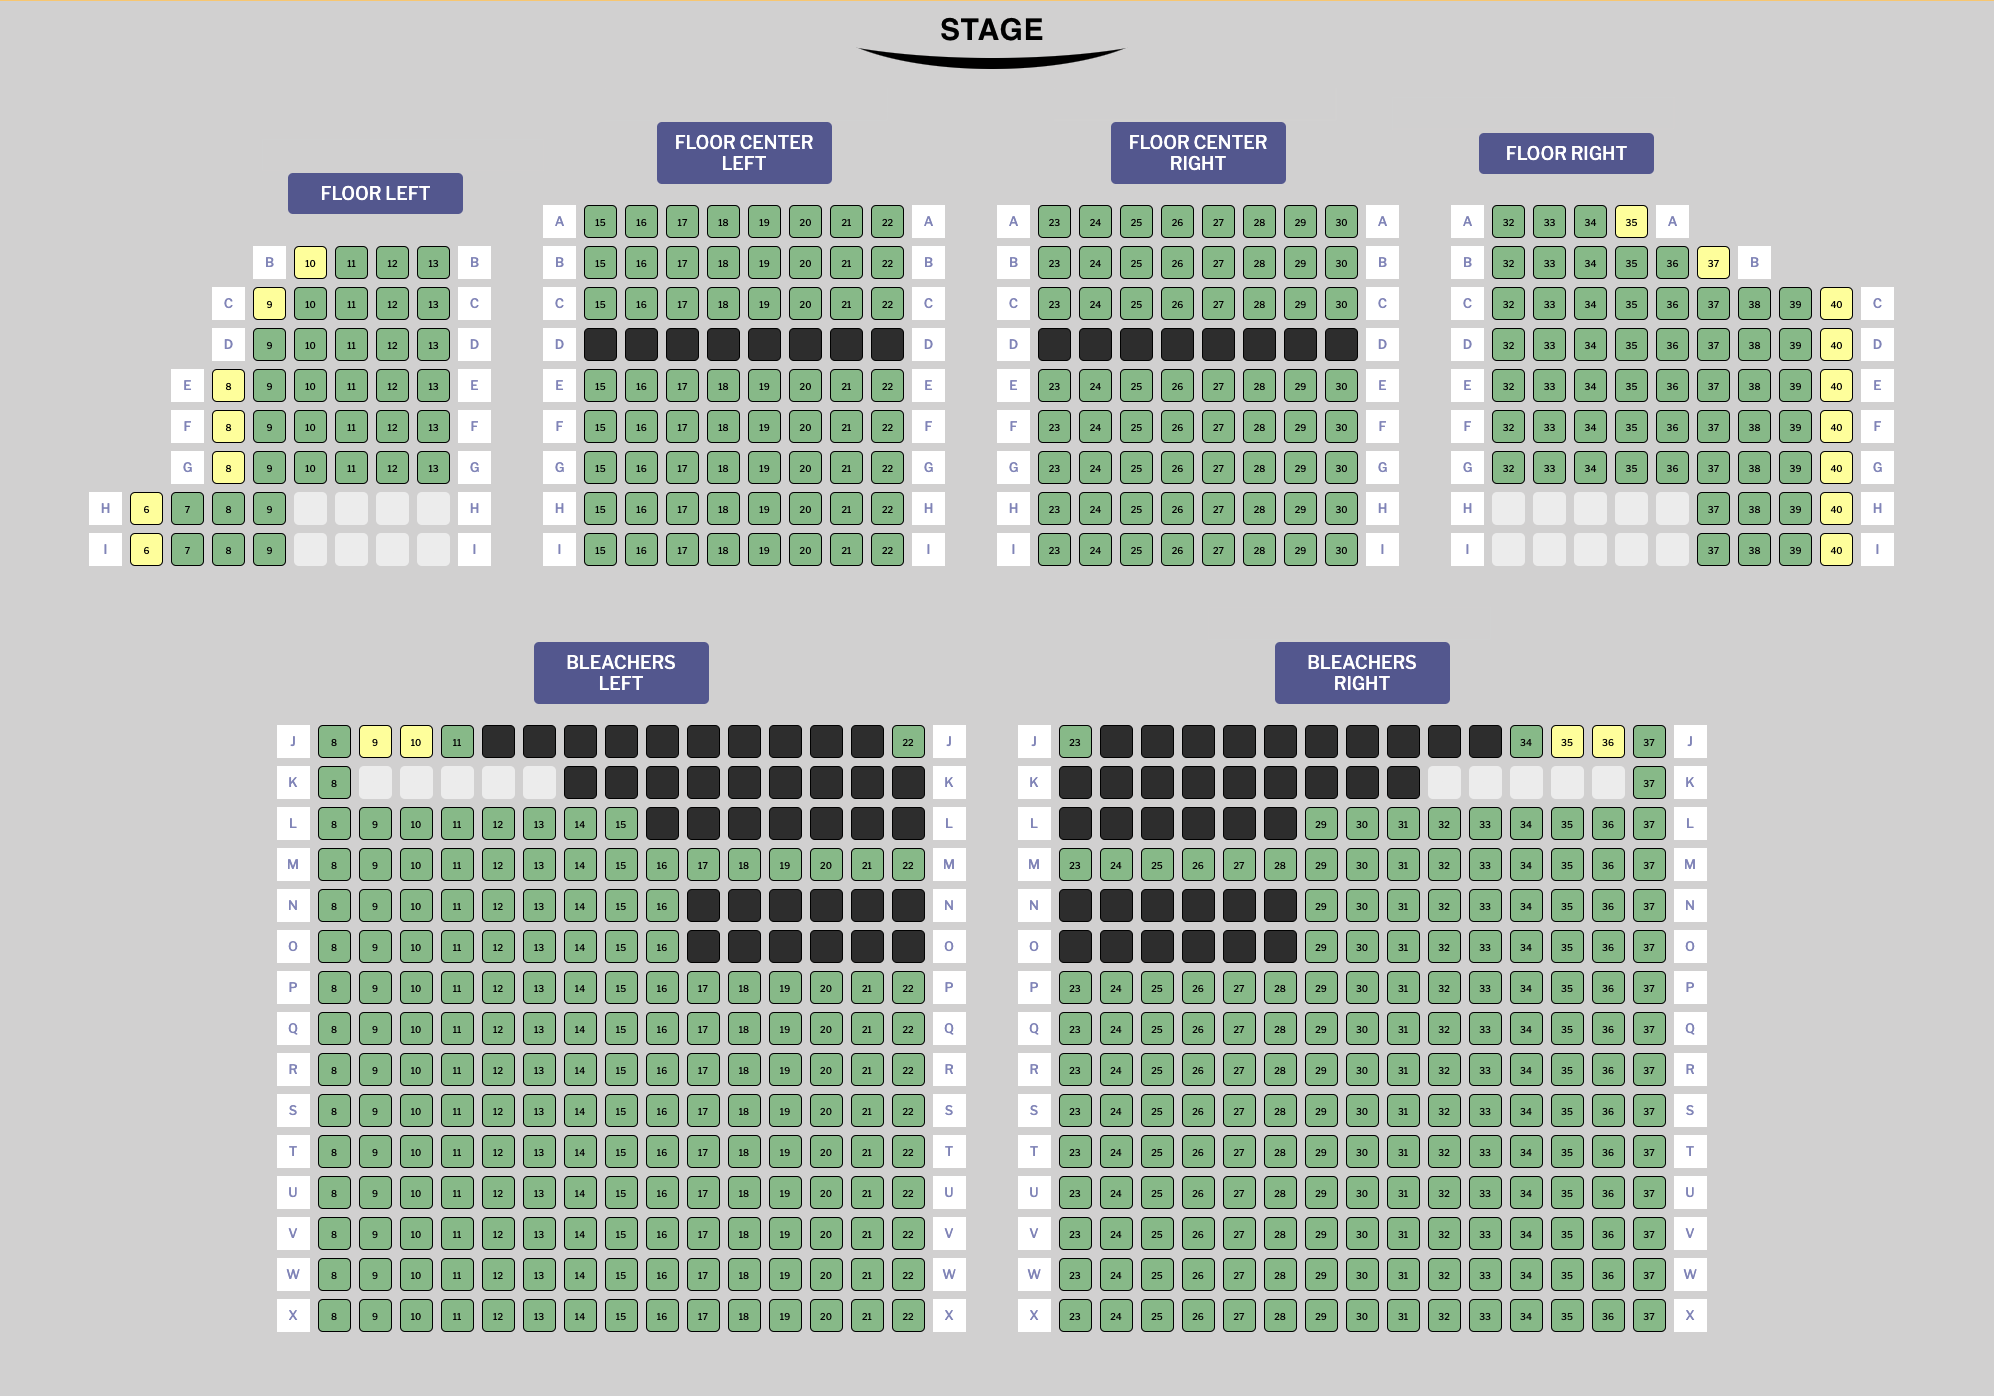 STAGE
FLOOR LEFT
B 10 11 12 13 B
C 9 10 11 12 13 C
D 9 10 11 12 13 D
E 8 9 10 11 12 13 E
F 8 9 10 11 12 13 F
G 8 9 10 11 12 13 G
H 6 7 8 9 H
I 6 7 8 9 I
FLOOR CENTER
LEFT
A 15 16 17 18 19 20 21 22 A
B 15 16 17 18 19 20 21 22 B
C 15 16 17 18 19 20 21 22 C
D D
E 15 16 17 18 19 20 21 22 E
F 15 16 17 18 19 20 21 22 F
G 15 16 17 18 19 20 21 22 G
H 15 16 17 18 19 20 21 22 H
I 15 16 17 18 19 20 21 22 I
FLOOR CENTER
RIGHT
A 23 24 25 26 27 28 29 30 A
B 23 24 25 26 27 28 29 30 B
C 23 24 25 26 27 28 29 30 C
D D
E 23 24 25 26 27 28 29 30 E
F 23 24 25 26 27 28 29 30 F
G 23 24 25 26 27 28 29 30 G
H 23 24 25 26 27 28 29 30 H
I 23 24 25 26 27 28 29 30 I
FLOOR RIGHT
A 32 33 34 35 A
B 32 33 34 35 36 37 B
C 32 33 34 35 36 37 38 39 40 C
D 32 33 34 35 36 37 38 39 40 D
E 32 33 34 35 36 37 38 39 40 E
F 32 33 34 35 36 37 38 39 40 F
G 32 33 34 35 36 37 38 39 40 G
H 37 38 39 40 H
I 37 38 39 40 I
BLEACHERS
LEFT
J 8 9 10 11 22 J
K 8 K
L 8 9 10 11 12 13 14 15 L
M 8 9 10 11 12 13 14 15 16 17 18 19 20 21 22 M
N 8 9 10 11 12 13 14 15 16 N
O 8 9 10 11 12 13 14 15 16 O
P 8 9 10 11 12 13 14 15 16 17 18 19 20 21 22 P
Q 8 9 10 11 12 13 14 15 16 17 18 19 20 21 22 Q
R 8 9 10 11 12 13 14 15 16 17 18 19 20 21 22 R
S 8 9 10 11 12 13 14 15 16 17 18 19 20 21 22 S
T 8 9 10 11 12 13 14 15 16 17 18 19 20 21 22 T
U 8 9 10 11 12 13 14 15 16 17 18 19 20 21 22 U
V 8 9 10 11 12 13 14 15 16 17 18 19 20 21 22 V
W 8 9 10 11 12 13 14 15 16 17 18 19 20 21 22 W
X 8 9 10 11 12 13 14 15 16 17 18 19 20 21 22 X
BLEACHERS
RIGHT
J 23 34 35 36 37 J
K 37 K
L 29 30 31 32 33 34 35 36 37 L
M 23 24 25 26 27 28 29 30 31 32 33 34 35 36 37 M
N 29 30 31 32 33 34 35 36 37 N
O 29 30 31 32 33 34 35 36 37 O
P 23 24 25 26 27 28 29 30 31 32 33 34 35 36 37 P
Q 23 24 25 26 27 28 29 30 31 32 33 34 35 36 37 Q
R 23 24 25 26 27 28 29 30 31 32 33 34 35 36 37 R
S 23 24 25 26 27 28 29 30 31 32 33 34 35 36 37 S
T 23 24 25 26 27 28 29 30 31 32 33 34 35 36 37 T
U 23 24 25 26 27 28 29 30 31 32 33 34 35 36 37 U
V 23 24 25 26 27 28 29 30 31 32 33 34 35 36 37 V
W 23 24 25 26 27 28 29 30 31 32 33 34 35 36 37 W
X 23 24 25 26 27 28 29 30 31 32 33 34 35 36 37 X